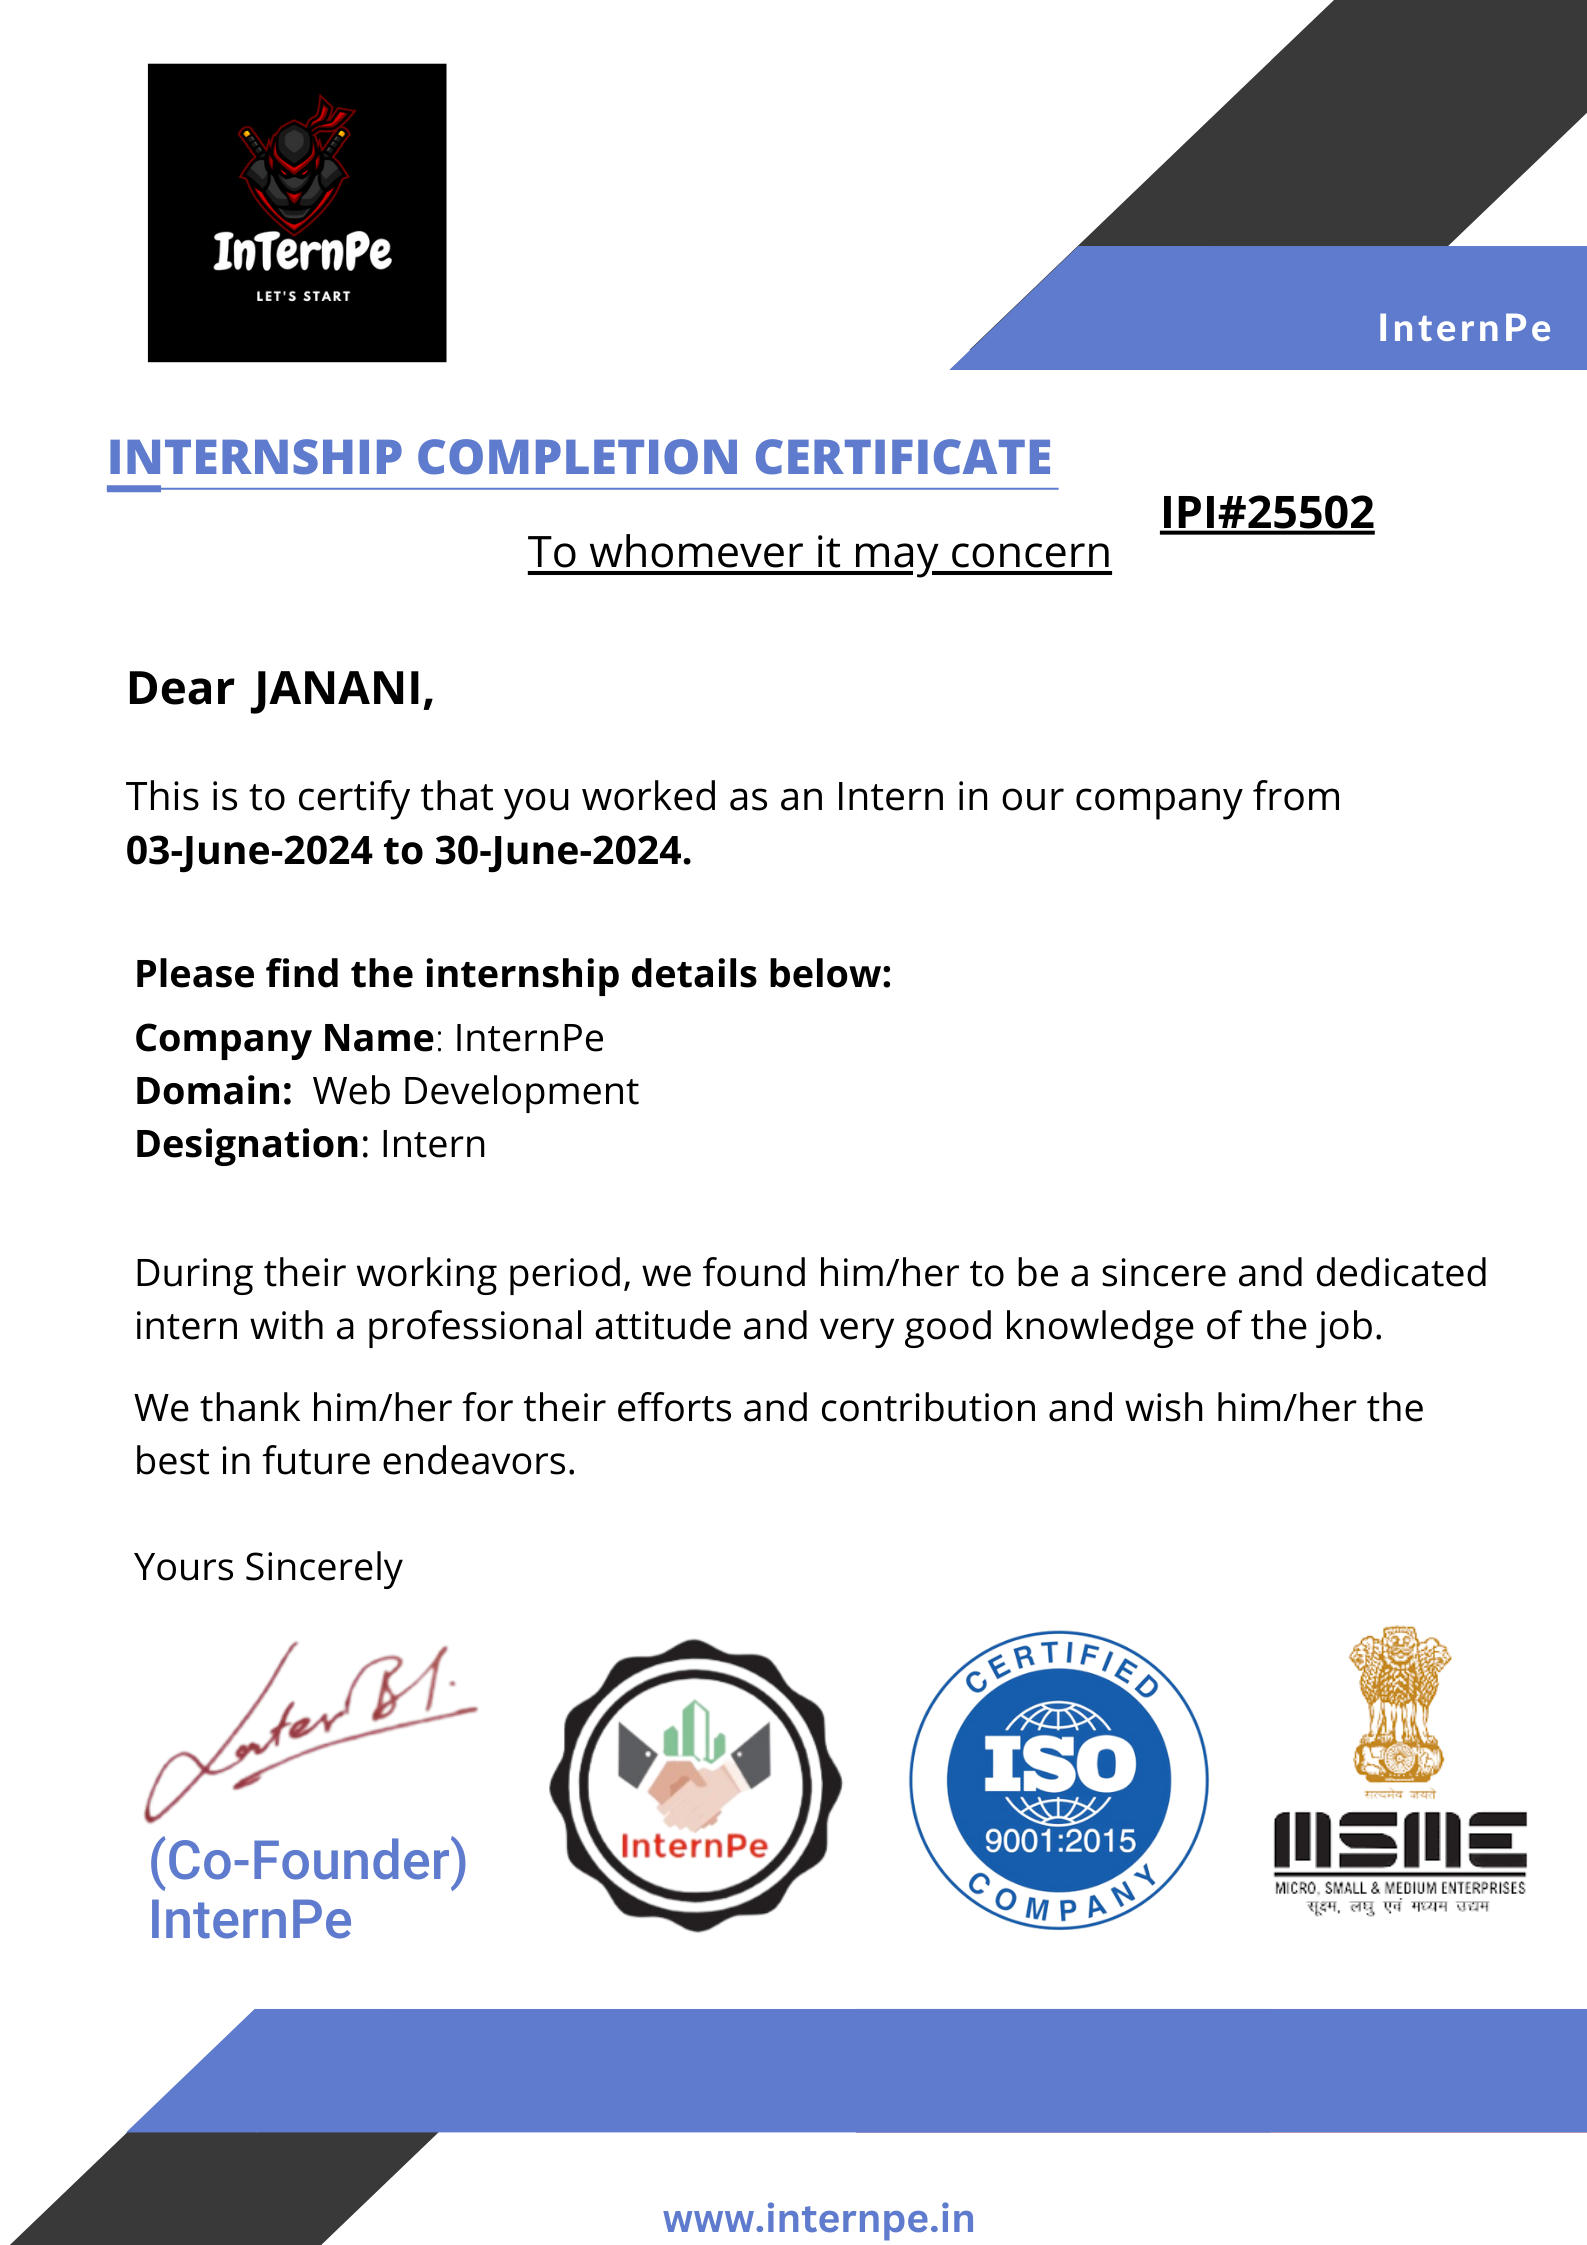 InTernPe
LET'S START
InternPe
INTERNSHIP COMPLETION CERTIFICATE
IPI#25502
To whomever it may concern
Dear JANANI,
This is to certify that you worked as an Intern in our company from
03-June-2024 to 30-June-2024.
Please find the internship details below:
Company Name: InternPe
Domain: Web Development
Designation: Intern
During their working period, we found him/her to be a sincere and dedicated
intern with a professional attitude and very good knowledge of the job.
We thank him/her for their efforts and contribution and wish him/her the
best in future endeavors.
Yours Sincerely
(Co-Founder)
InternPe
InternPe
CERTIFIED
ISO
9001:2015
COMPANY
सत्यमेव जयते
MSME
MICRO, SMALL & MEDIUM ENTERPRISES
सूक्ष्म, लघु एवं मध्यम उद्यम
www.internpe.in